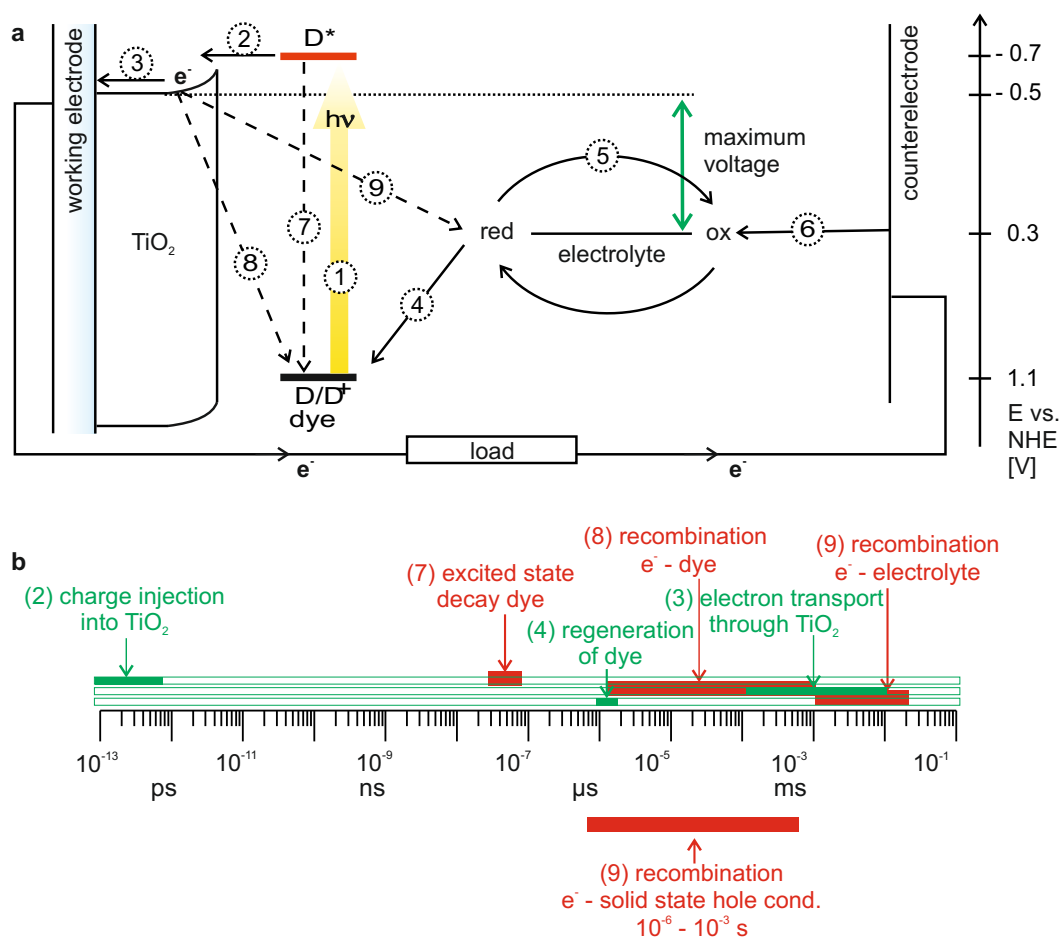 a
working electrode
3
2
D*
e-
hν
- 0.7
- 0.5
maximum
voltage
counterelectrode
5
9
7
TiO2
8
1
4
red
electrolyte
ox
6
0.3
D/D+
dye
1.1
E vs.
NHE
[V]
load
e-
e-
b
(2) charge injection
into TiO2
(7) excited state
decay dye
(8) recombination
e- - dye
(9) recombination
e- - electrolyte
(3) electron transport
through TiO2
(4) regeneration
of dye
10-13
10-11
10-9
10-7
10-5
10-3
10-1
ps
ns
µs
ms
(9) recombination
e- - solid state hole cond.
10-6 - 10-3 s